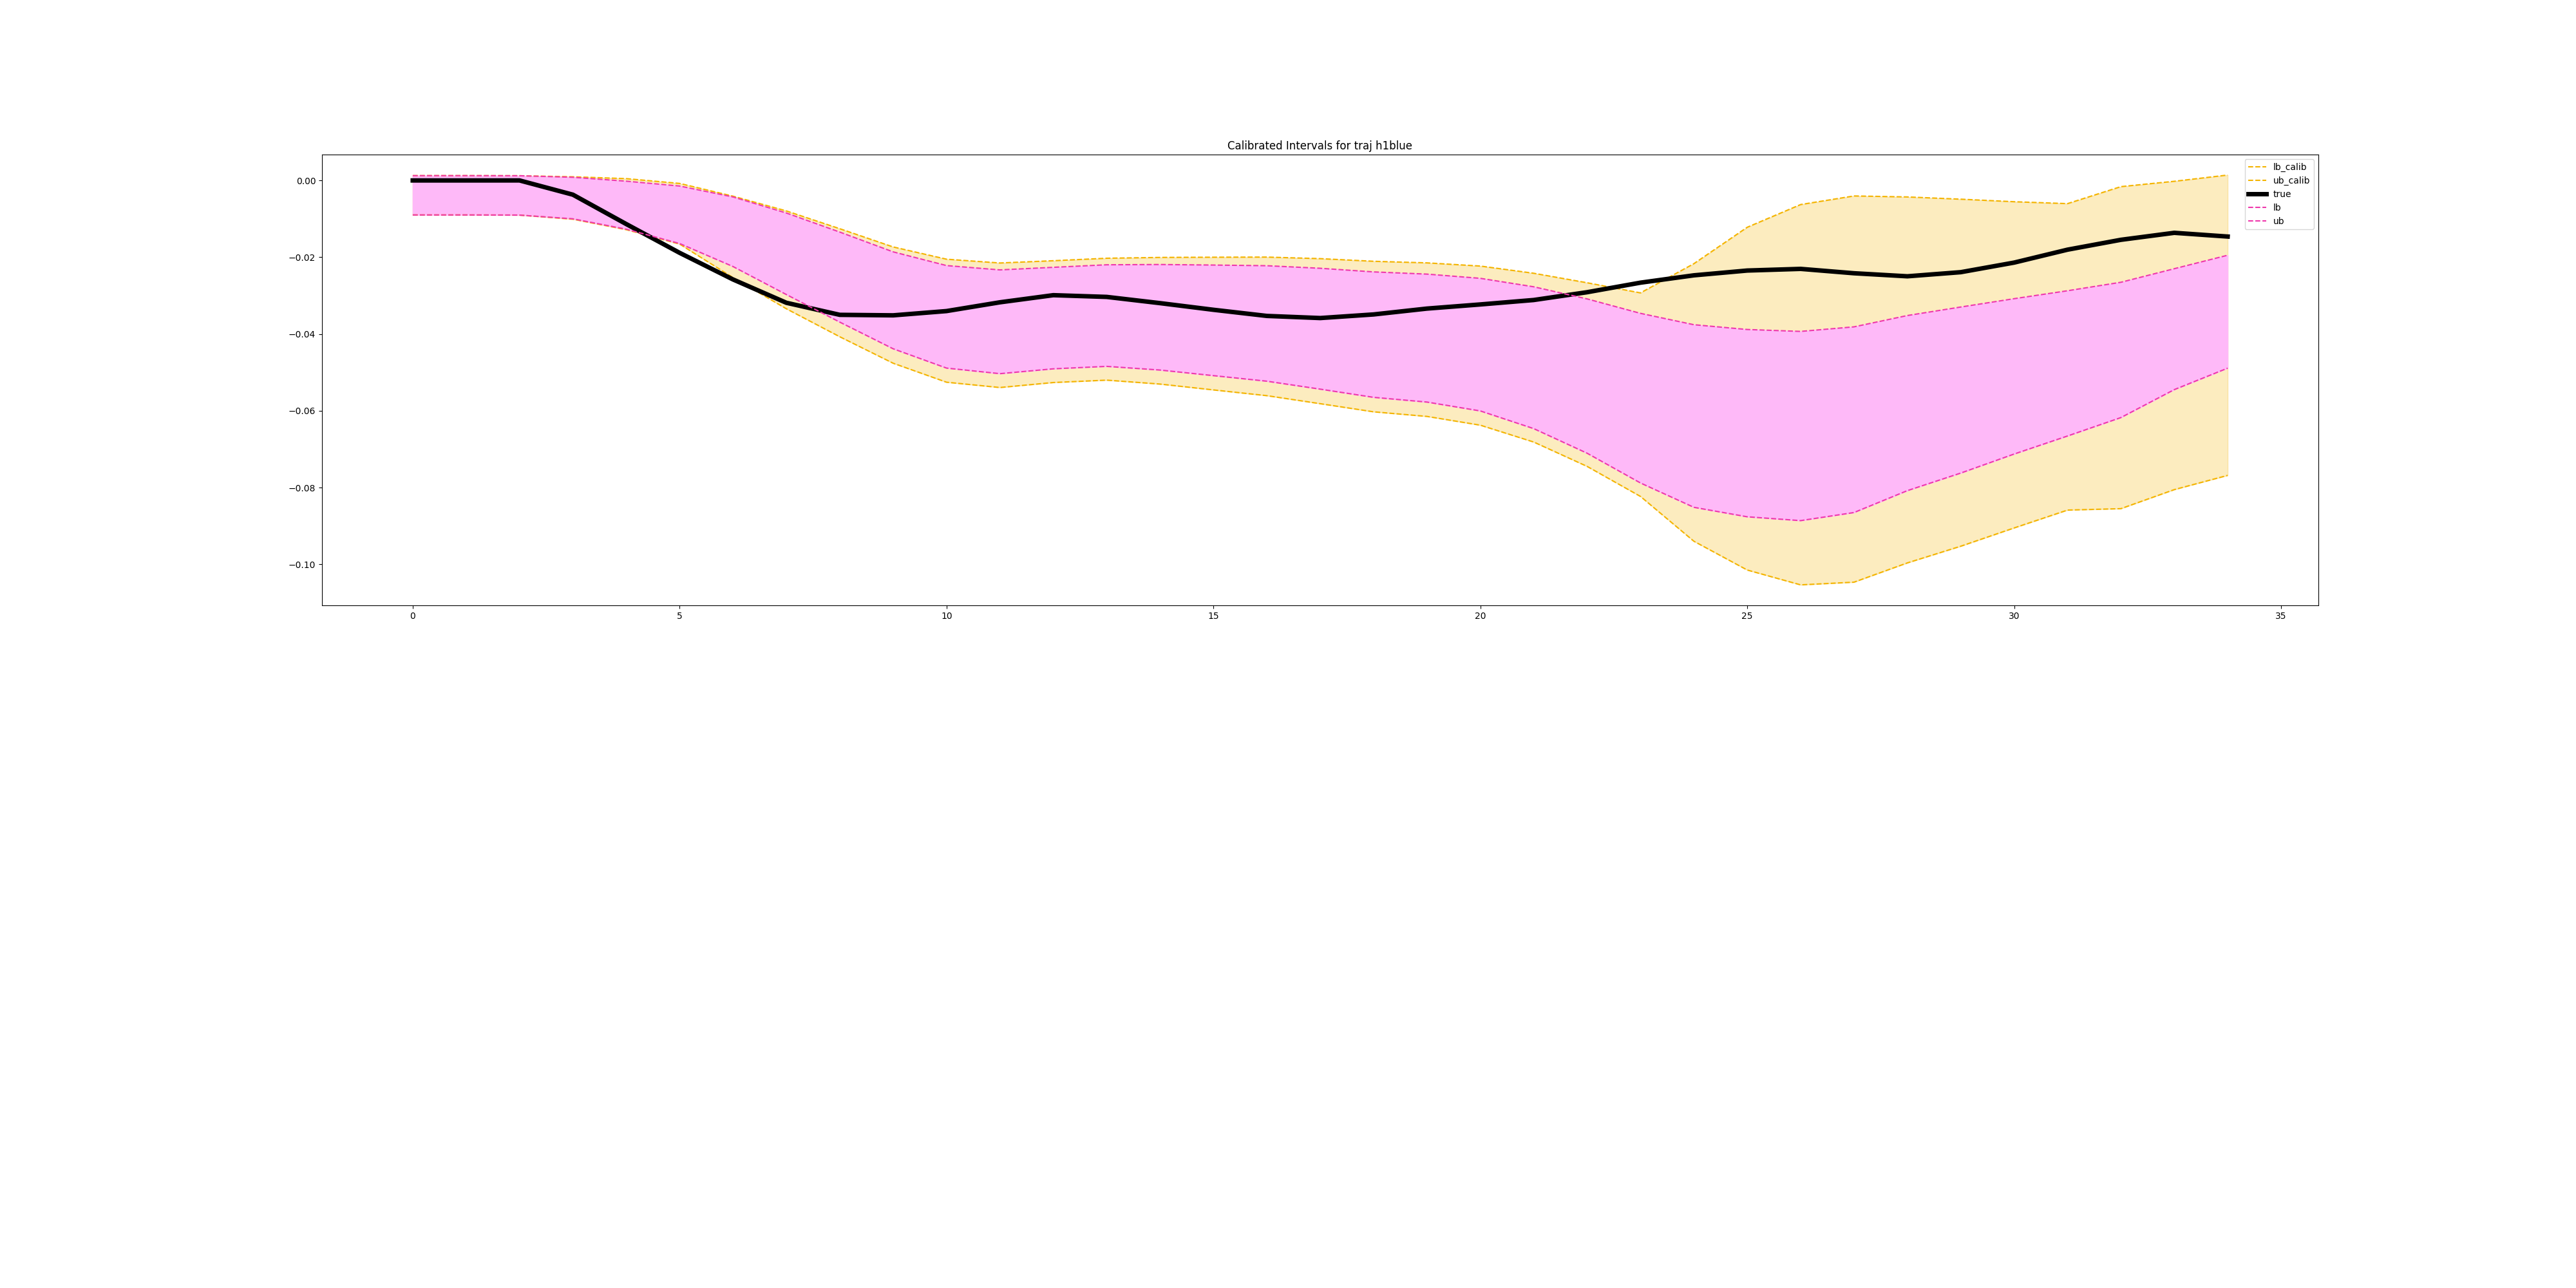 Calibrated Intervals for traj h1blue
0.00
−0.02
−0.04
−0.06
−0.08
−0.10
0 5 10 15 20 25 30 35
lb_calib
ub_calib
true
lb
ub